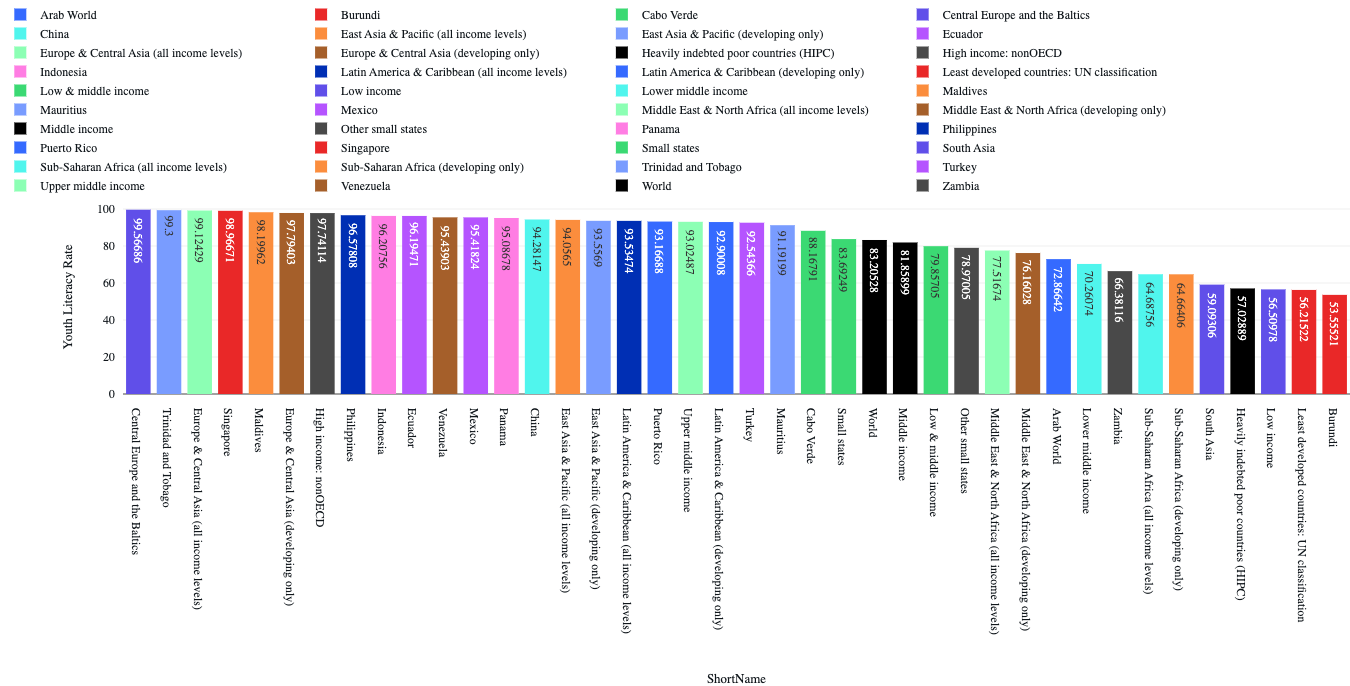 Arab World
Burundi
Cabo Verde
Central Europe and the Baltics
China
East Asia & Pacific (all income levels)
East Asia & Pacific (developing only)
Ecuador
Europe & Central Asia (all income levels)
Europe & Central Asia (developing only)
Heavily indebted poor countries (HIPC)
High income: nonOECD
Indonesia
Latin America & Caribbean (all income levels)
Latin America & Caribbean (developing only)
Least developed countries: UN classification
Low & middle income
Low income
Lower middle income
Maldives
Mauritius
Mexico
Middle East & North Africa (all income levels)
Middle East & North Africa (developing only)
Middle income
Other small states
Panama
Philippines
Puerto Rico
Singapore
Small states
South Asia
Sub-Saharan Africa (all income levels)
Sub-Saharan Africa (developing only)
Trinidad and Tobago
Turkey
Upper middle income
Venezuela
World
Zambia
Youth Literacy Rate
100
80
60
40
20
0
99.56686
99.3
99.12429
98.96671
98.19962
97.79403
97.74114
96.57808
96.20756
96.19471
95.43903
95.41824
95.08678
94.28147
94.0565
93.5569
93.53474
93.16688
93.02487
92.90008
92.54366
91.19199
88.16791
83.69249
83.20528
81.85899
79.85705
78.97005
77.51674
76.16028
72.86642
70.26074
66.38116
64.68756
64.66406
59.09306
57.02889
56.50978
56.21522
53.55521
Central Europe and the Baltics
Trinidad and Tobago
Europe & Central Asia (all income levels)
Singapore
Maldives
Europe & Central Asia (developing only)
High income: nonOECD
Philippines
Indonesia
Ecuador
Venezuela
Mexico
Panama
China
East Asia & Pacific (all income levels)
East Asia & Pacific (developing only)
Latin America & Caribbean (all income levels)
Puerto Rico
Upper middle income
Latin America & Caribbean (developing only)
Turkey
Mauritius
Cabo Verde
Small states
World
Middle income
Low & middle income
Other small states
Middle East & North Africa (all income levels)
Middle East & North Africa (developing only)
Arab World
Lower middle income
Zambia
Sub-Saharan Africa (all income levels)
Sub-Saharan Africa (developing only)
South Asia
Heavily indebted poor countries (HIPC)
Low income
Least developed countries: UN classification
Burundi
ShortName